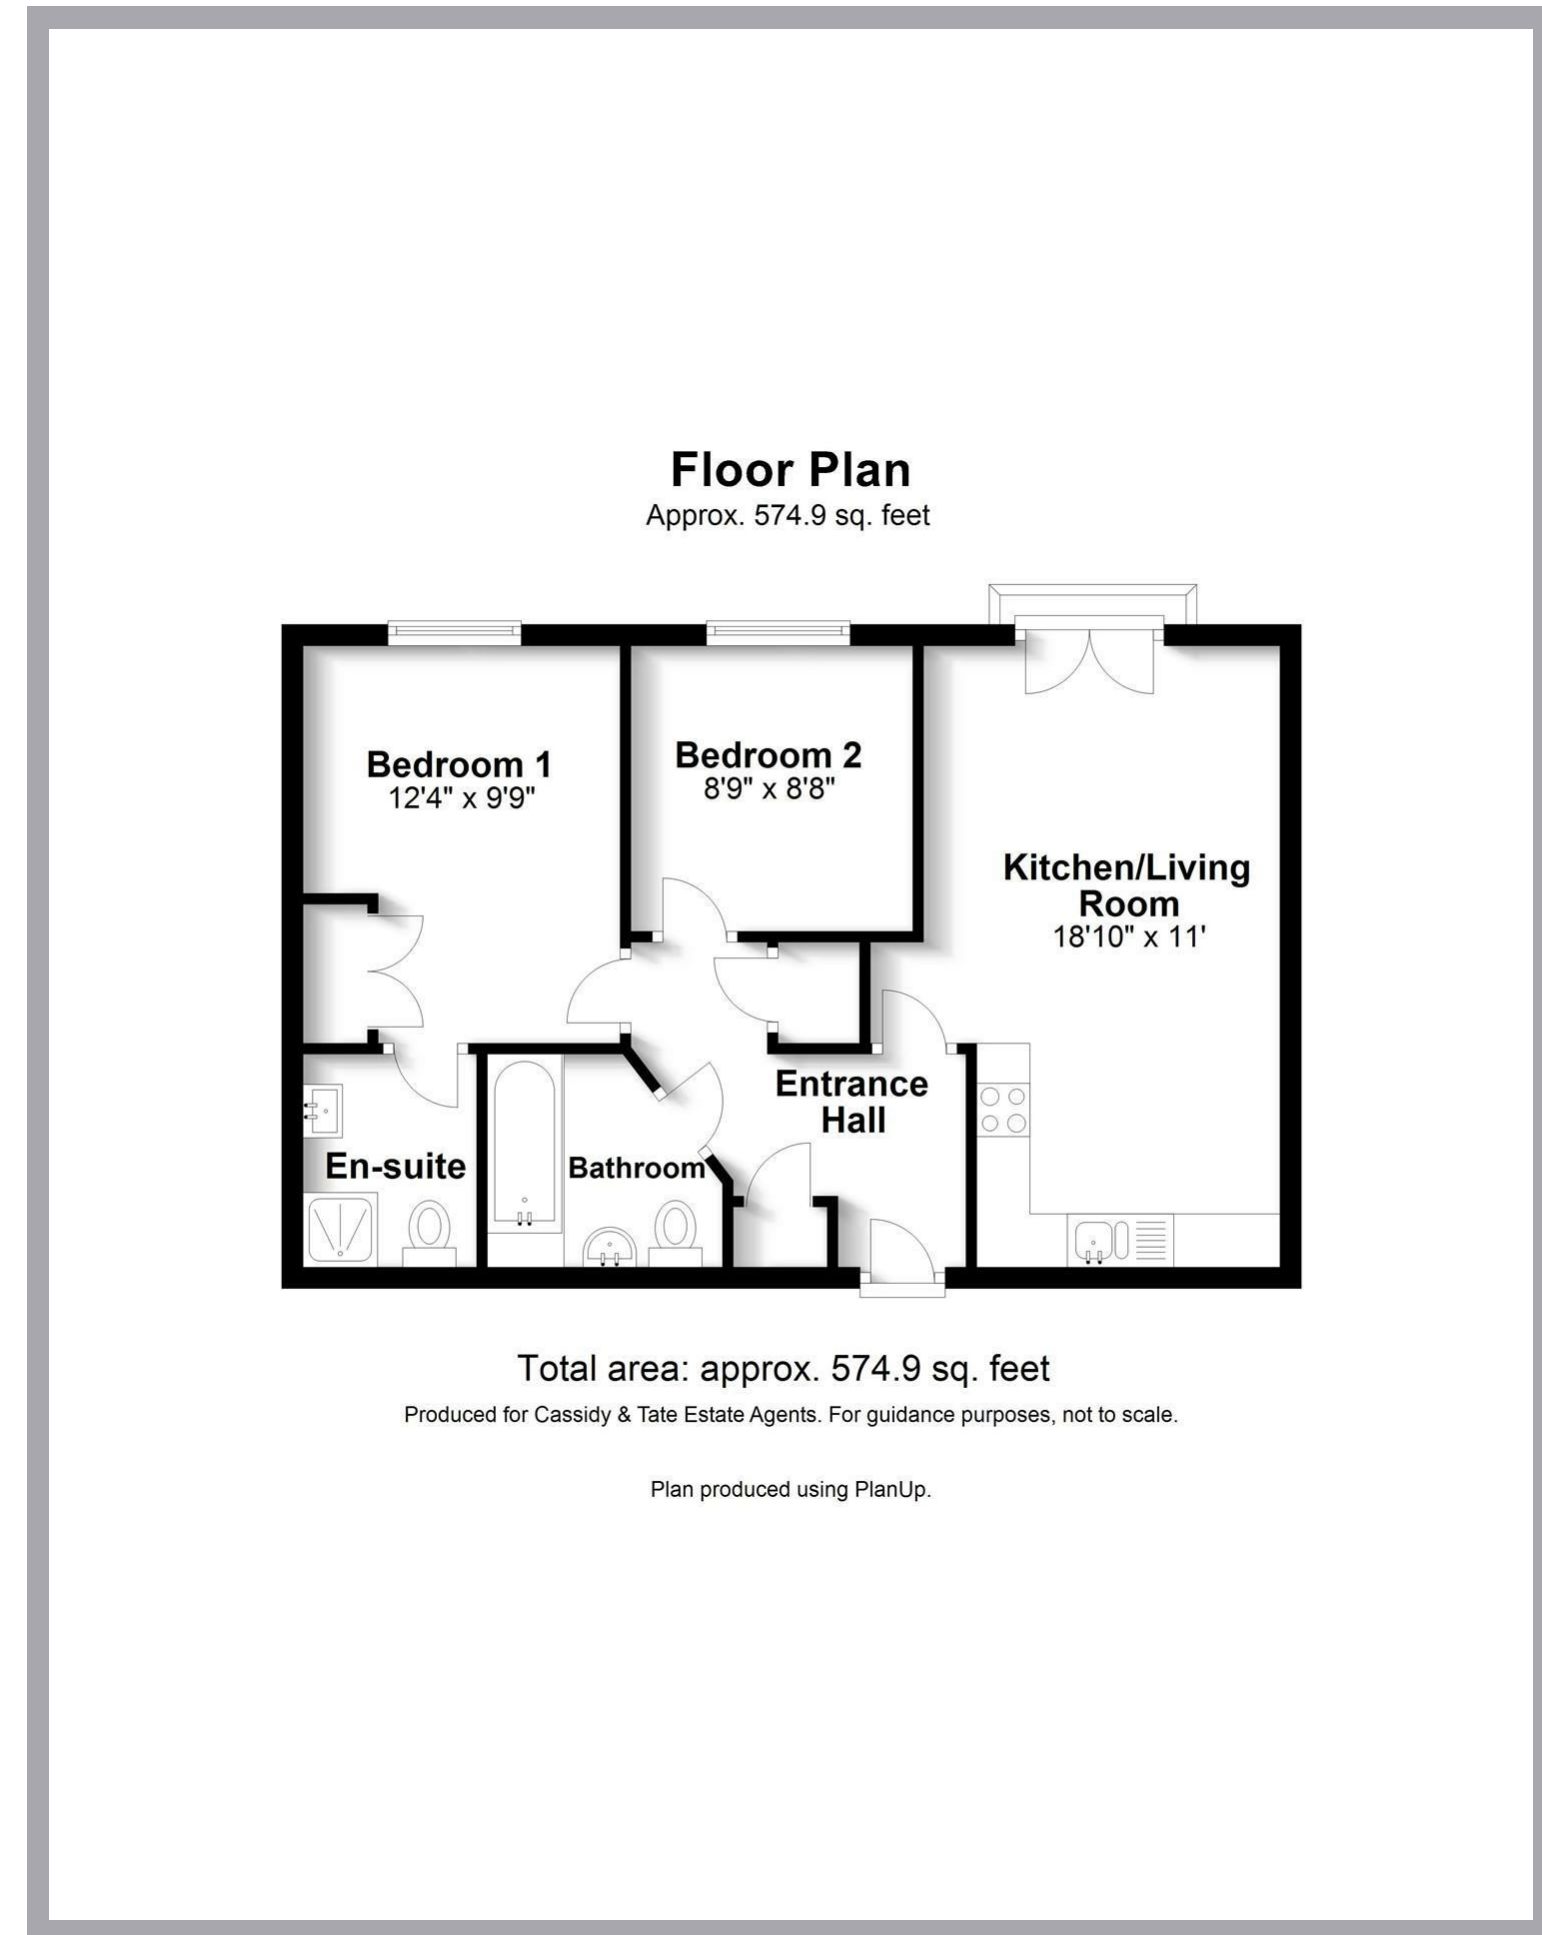 Floor Plan
Approx. 574.9 sq. feet
Bedroom 1
12'4" x 9'9"
Bedroom 2
8'9" x 8'8"
Kitchen/Living
Room
18'10" x 11'
Entrance
Hall
En-suite
Bathroom
Total area: approx. 574.9 sq. feet
Produced for Cassidy & Tate Estate Agents. For guidance purposes, not to scale.
Plan produced using PlanUp.